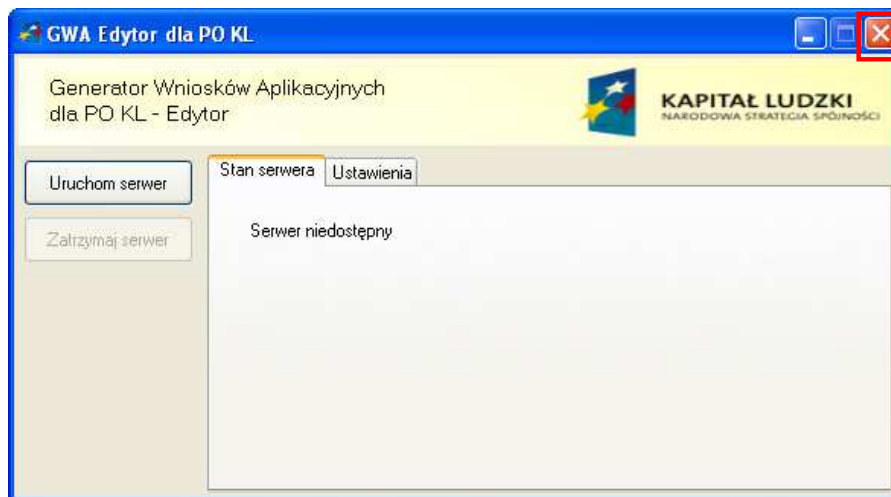 GWA Edytor dla PO KL
Generator Wniosków Aplikacyjnych
dla PO KL - Edytor
KAPITAŁ LUDZKI
NARODOWA STRATEGIA SPÓJNOŚCI
Uruchom serwer
Zatrzymaj serwer
Stan serwera
Ustawienia
Serwer niedostępny